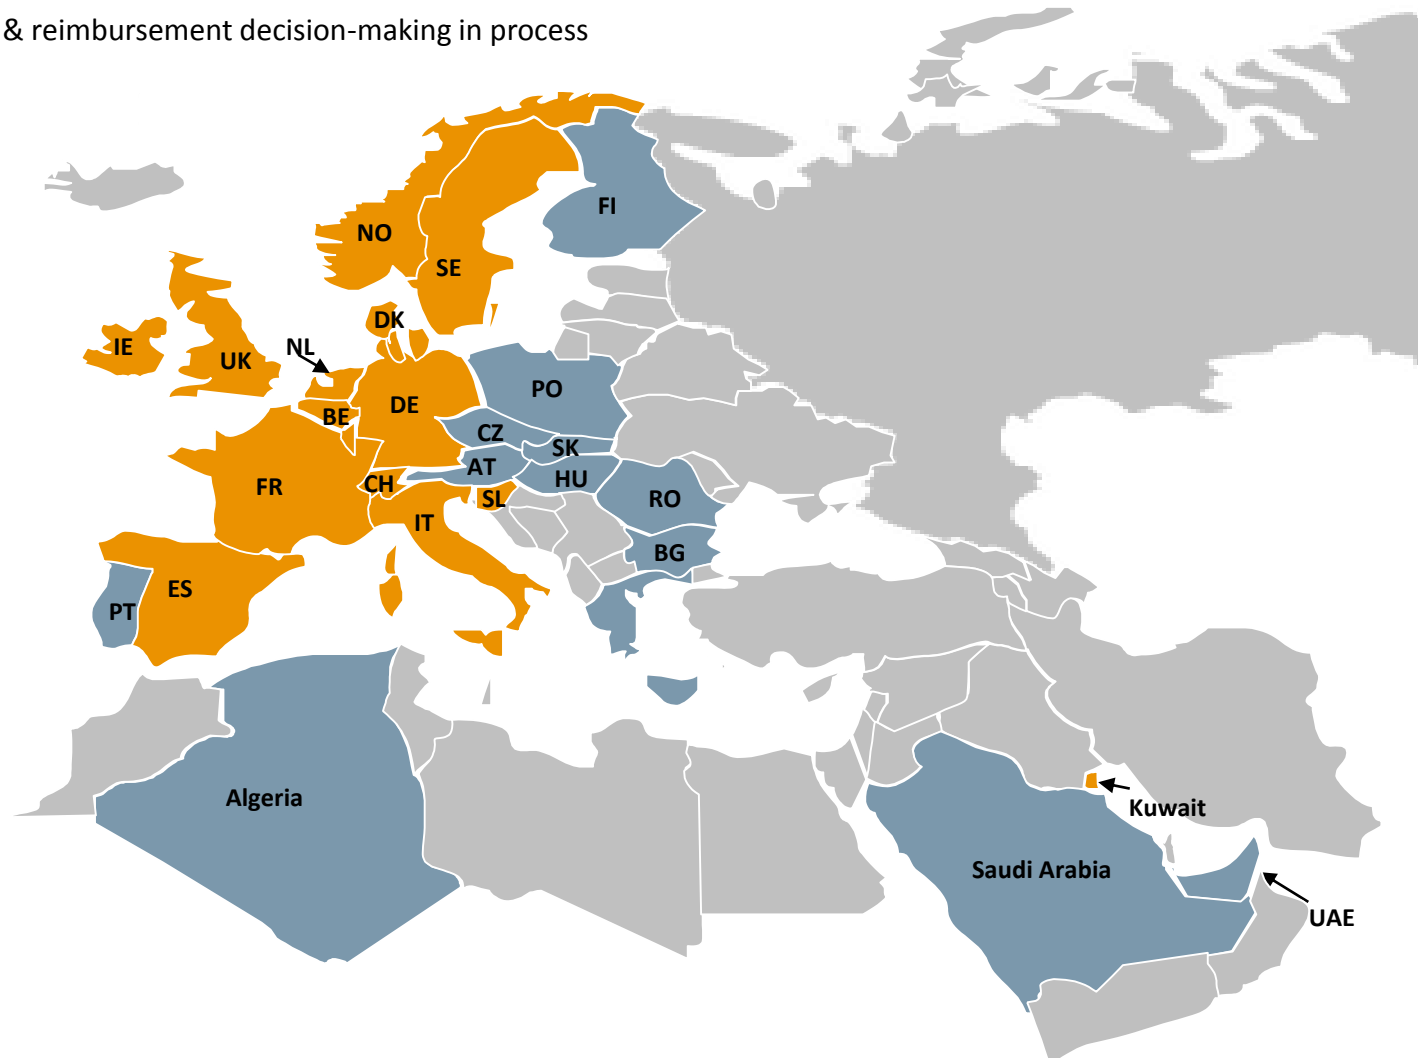 & reimbursement decision-making in process
FI
NO
SE
DK
IE
NL
UK
PO
DE
BE
CZ
SK
AT
HU
CH
FR
SL
RO
IT
BG
ES
PT
Algeria
Kuwait
Saudi Arabia
UAE